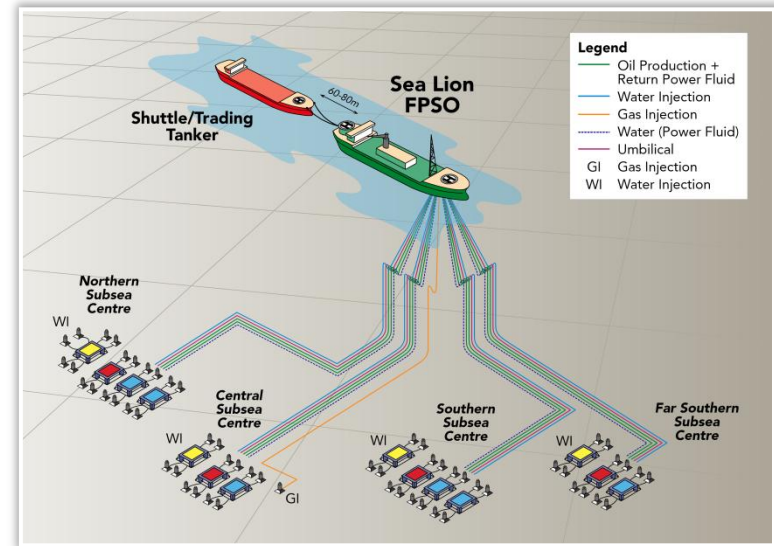 Legend
Oil Production +
Return Power Fluid
Water Injection
Gas Injection
Water (Power Fluid)
Umbilical
GI Gas Injection
WI Water Injection
60-80m
Sea Lion
FPSO
Shuttle/Trading
Tanker
Northern
Subsea
Centre
WI
Central
Subsea
Centre
WI
GI
Southern
Subsea
Centre
WI
Far Southern
Subsea
Centre
WI